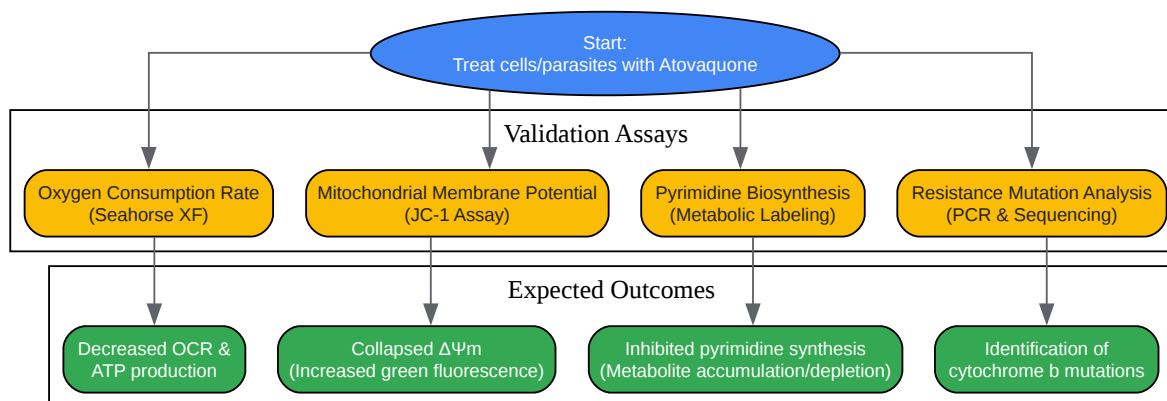 Start:
Treat cells/parasites with Atovaquone
Validation Assays
Oxygen Consumption Rate
(Seahorse XF)
Mitochondrial Membrane Potential
(JC-1 Assay)
Pyrimidine Biosynthesis
(Metabolic Labeling)
Resistance Mutation Analysis
(PCR & Sequencing)
Expected Outcomes
Decreased OCR &
ATP production
Collapsed ΔΨm
(Increased green fluorescence)
Inhibited pyrimidine synthesis
(Metabolite accumulation/depletion)
Identification of
cytochrome b mutations